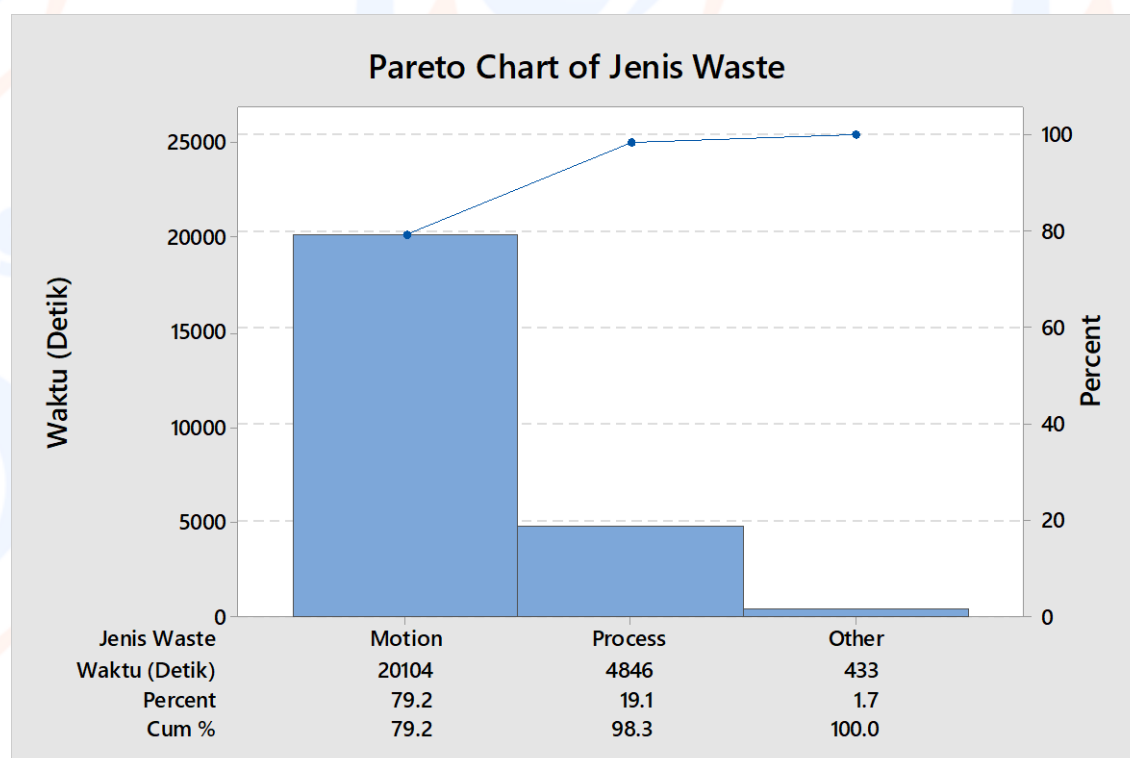 Pareto Chart of Jenis Waste
Waktu (Detik)
25000
20000
15000
10000
5000
0
100
80
60
40
20
0
Percent
Jenis Waste Motion Process Other
Waktu (Detik) 20104 4846 433
Percent 79.2 19.1 1.7
Cum % 79.2 98.3 100.0